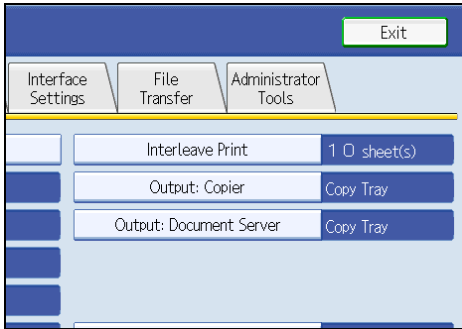 Exit
Interface Settings
File Transfer
Administrator Tools
Interleave Print 10 sheet(s)
Output: Copier Copy Tray
Output: Document Server Copy Tray